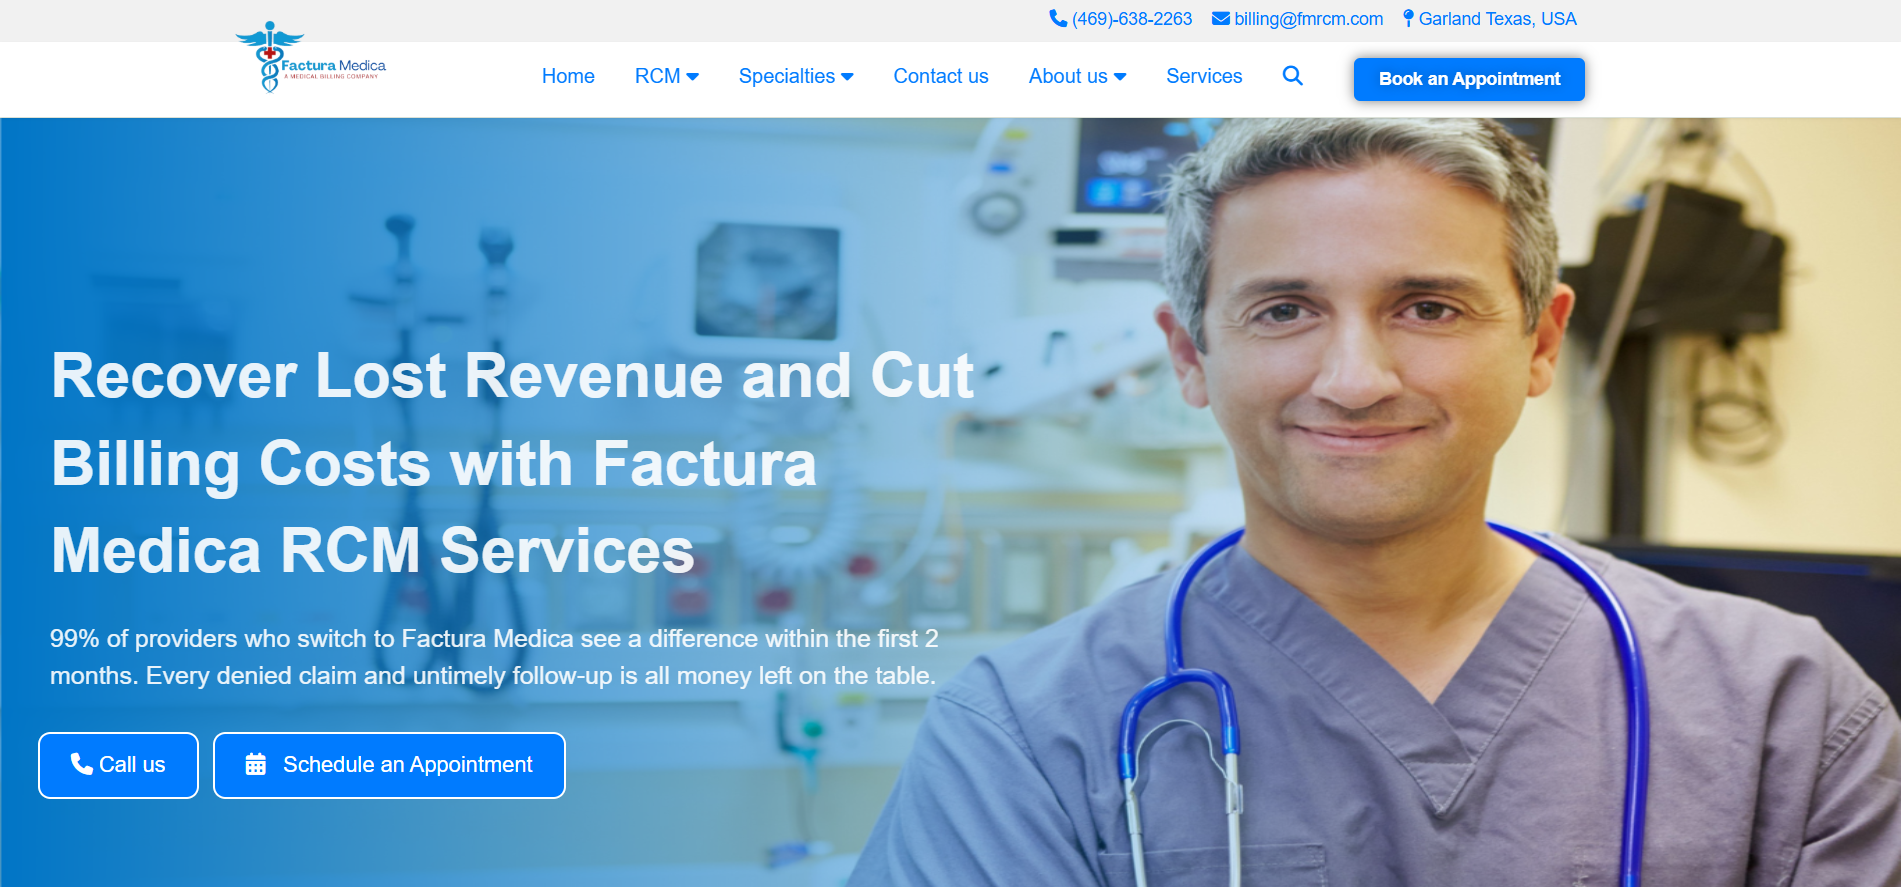 (469)-638-2263 billing@fmrcm.com Garland Texas, USA
Factura Medica
A MEDICAL BILLING COMPANY
Home RCM Specialties Contact us About us Services Book an Appointment
Recover Lost Revenue and Cut
Billing Costs with Factura
Medica RCM Services
99% of providers who switch to Factura Medica see a difference within the first 2
months. Every denied claim and untimely follow-up is all money left on the table.
Call us Schedule an Appointment